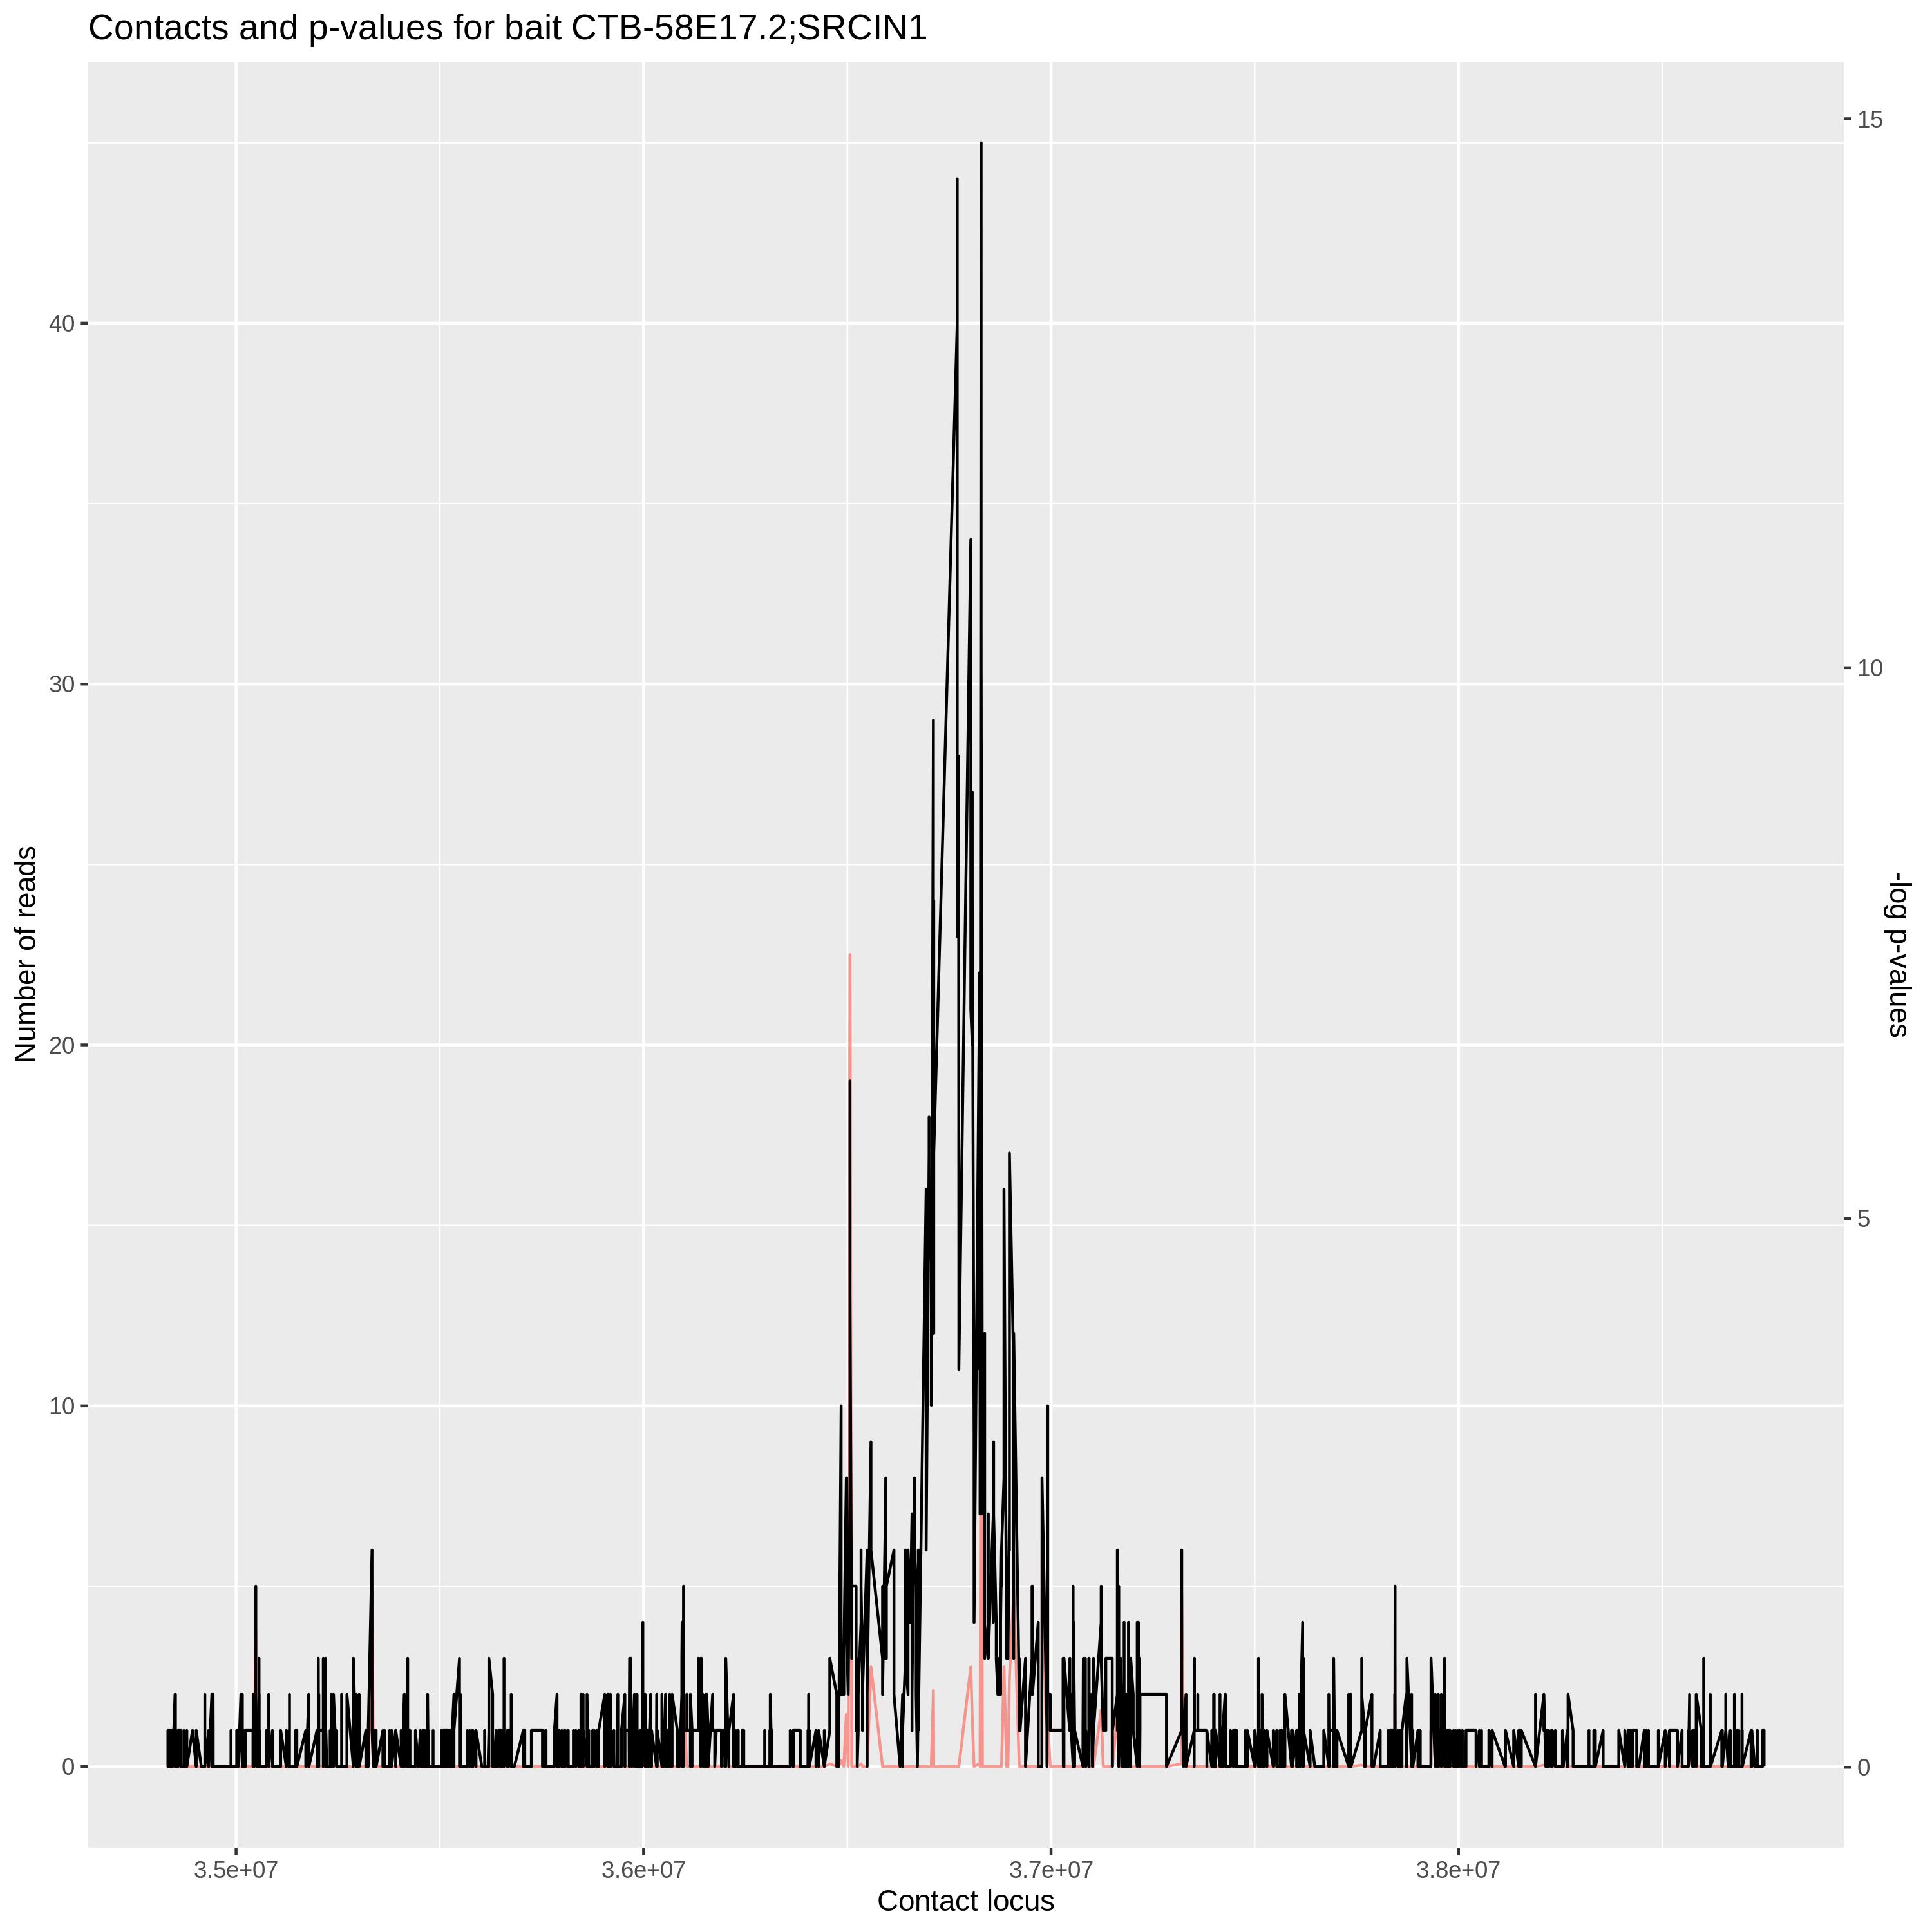 Contacts and p-values for bait CTB-58E17.2;SRCIN1
Number of reads
40
30
20
10
0
15
10
5
0
-log p-values
3.5e+07
3.6e+07
3.7e+07
3.8e+07
Contact locus